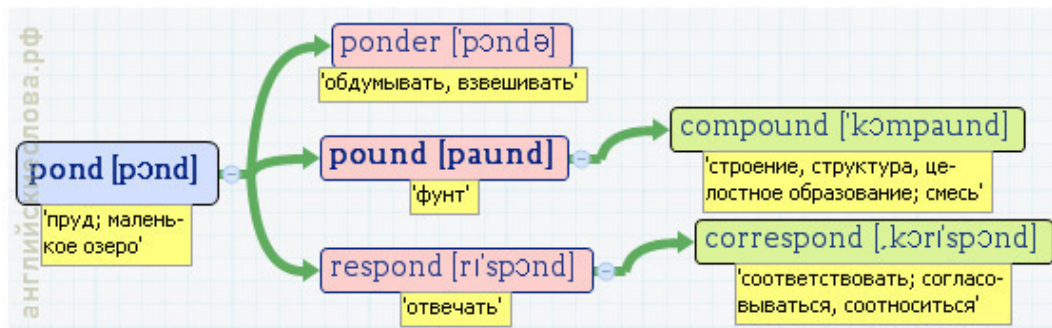 английские слова.рф
ponder ['pɔndə]
'обдумывать, взвешивать'
pond [pɔnd]
'пруд; малень-
кое озеро'
pound [paund]
'фунт'
compound ['kɔmpaund]
'строение, структура, це-
лостное образование; смесь'
respond [rɪ'spɔnd]
'отвечать'
correspond [ˌkɔrɪ'spɔnd]
'соответствовать; согласо-
вываться, соотноситься'